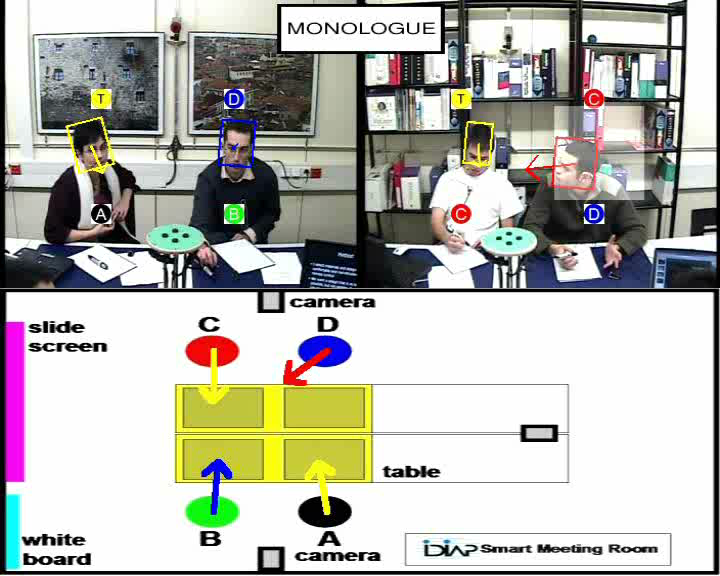 MONOLOGUE
T
D
T
C
A
B
C
D
camera
slide
screen
C
D
table
B
A
white
board
camera
IDIAP Smart Meeting Room